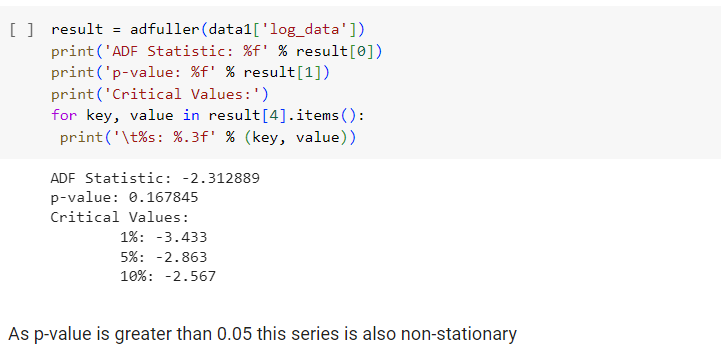 [ ] result = adfuller(data1['log_data'])
print('ADF Statistic: %f' % result[0])
print('p-value: %f' % result[1])
print('Critical Values:')
for key, value in result[4].items():
 print('\t%s: %.3f' % (key, value))
ADF Statistic: -2.312889
p-value: 0.167845
Critical Values:
1%: -3.433
5%: -2.863
10%: -2.567
As p-value is greater than 0.05 this series is also non-stationary